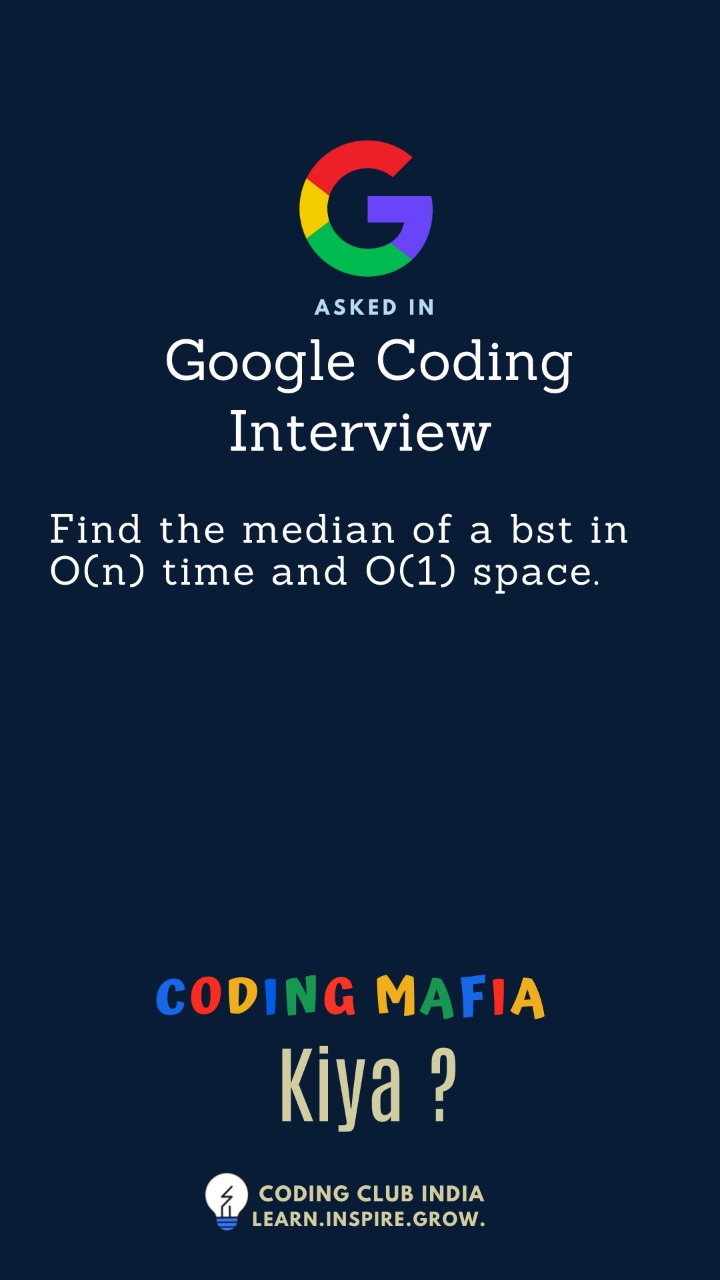 ASKED IN
Google Coding
Interview
Find the median of a bst in
O(n) time and O(1) space.
CODING MAFIA
Kiya ?
CODING CLUB INDIA
LEARN.INSPIRE.GROW.